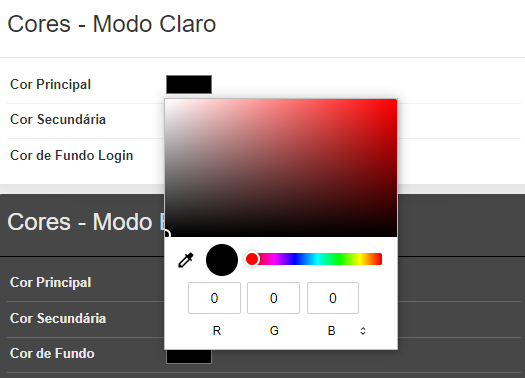 Cores - Modo Claro
Cor Principal
Cor Secundária
Cor de Fundo Login
Cores - Modo
Cor Principal
Cor Secundária
Cor de Fundo
0 0 0
R G B